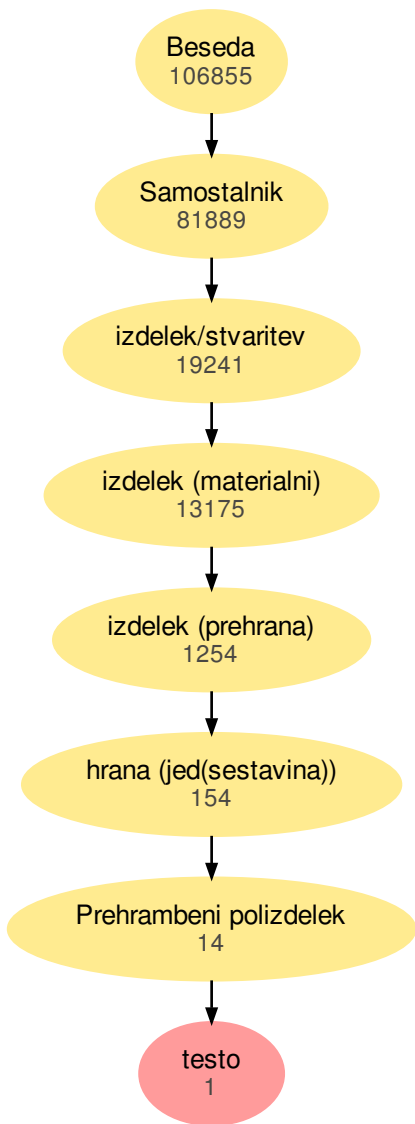 Beseda
106855
Samostalnik
81889
izdelek/stvaritev
19241
izdelek (materialni)
13175
izdelek (prehrana)
1254
hrana (jed(sestavina))
154
Prehrambeni polizdelek
14
testo
1